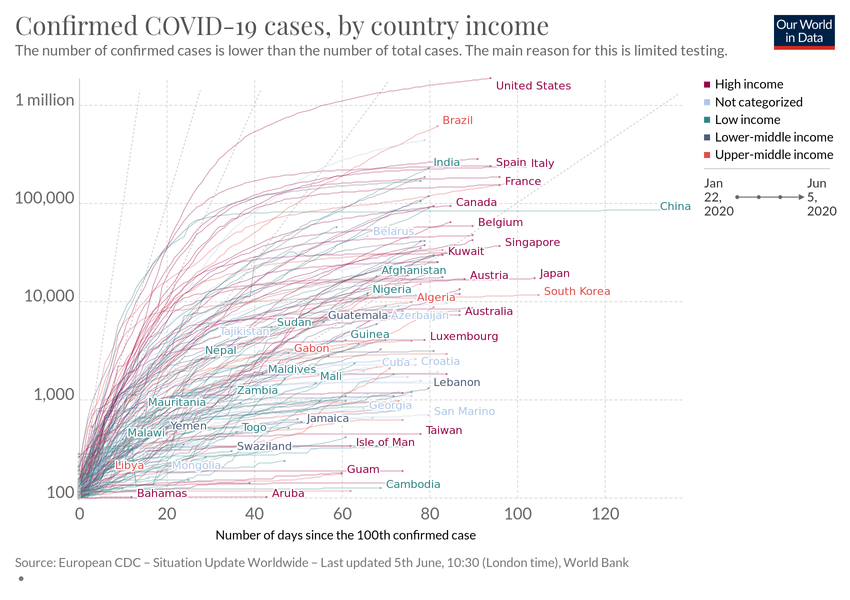 Confirmed COVID-19 cases, by country income
Our World
in Data
The number of confirmed cases is lower than the number of total cases. The main reason for this is limited testing.
High income
Not categorized
Low income
Lower-middle income
Upper-middle income
Jan
22,
2020
Jun
5,
2020
1 million
100,000
10,000
1,000
100
United States
Brazil
India
Spain
Italy
France
Canada
China
Belgium
Belarus
Singapore
Kuwait
Afghanistan
Austria
Japan
Nigeria
Algeria
South Korea
Guatemala
Azerbaijan
Australia
Sudan
Tajikistan
Guinea
Luxembourg
Nepal
Gabon
Cuba
Croatia
Maldives
Mali
Lebanon
Zambia
Mauritania
Georgia
San Marino
Jamaica
Yemen
Togo
Malawi
Taiwan
Swaziland
Isle of Man
Libya
Mongolia
Guam
Cambodia
Bahamas
Aruba
0
20
40
60
80
100
120
Number of days since the 100th confirmed case
Source: European CDC – Situation Update Worldwide – Last updated 5th June, 10:30 (London time), World Bank